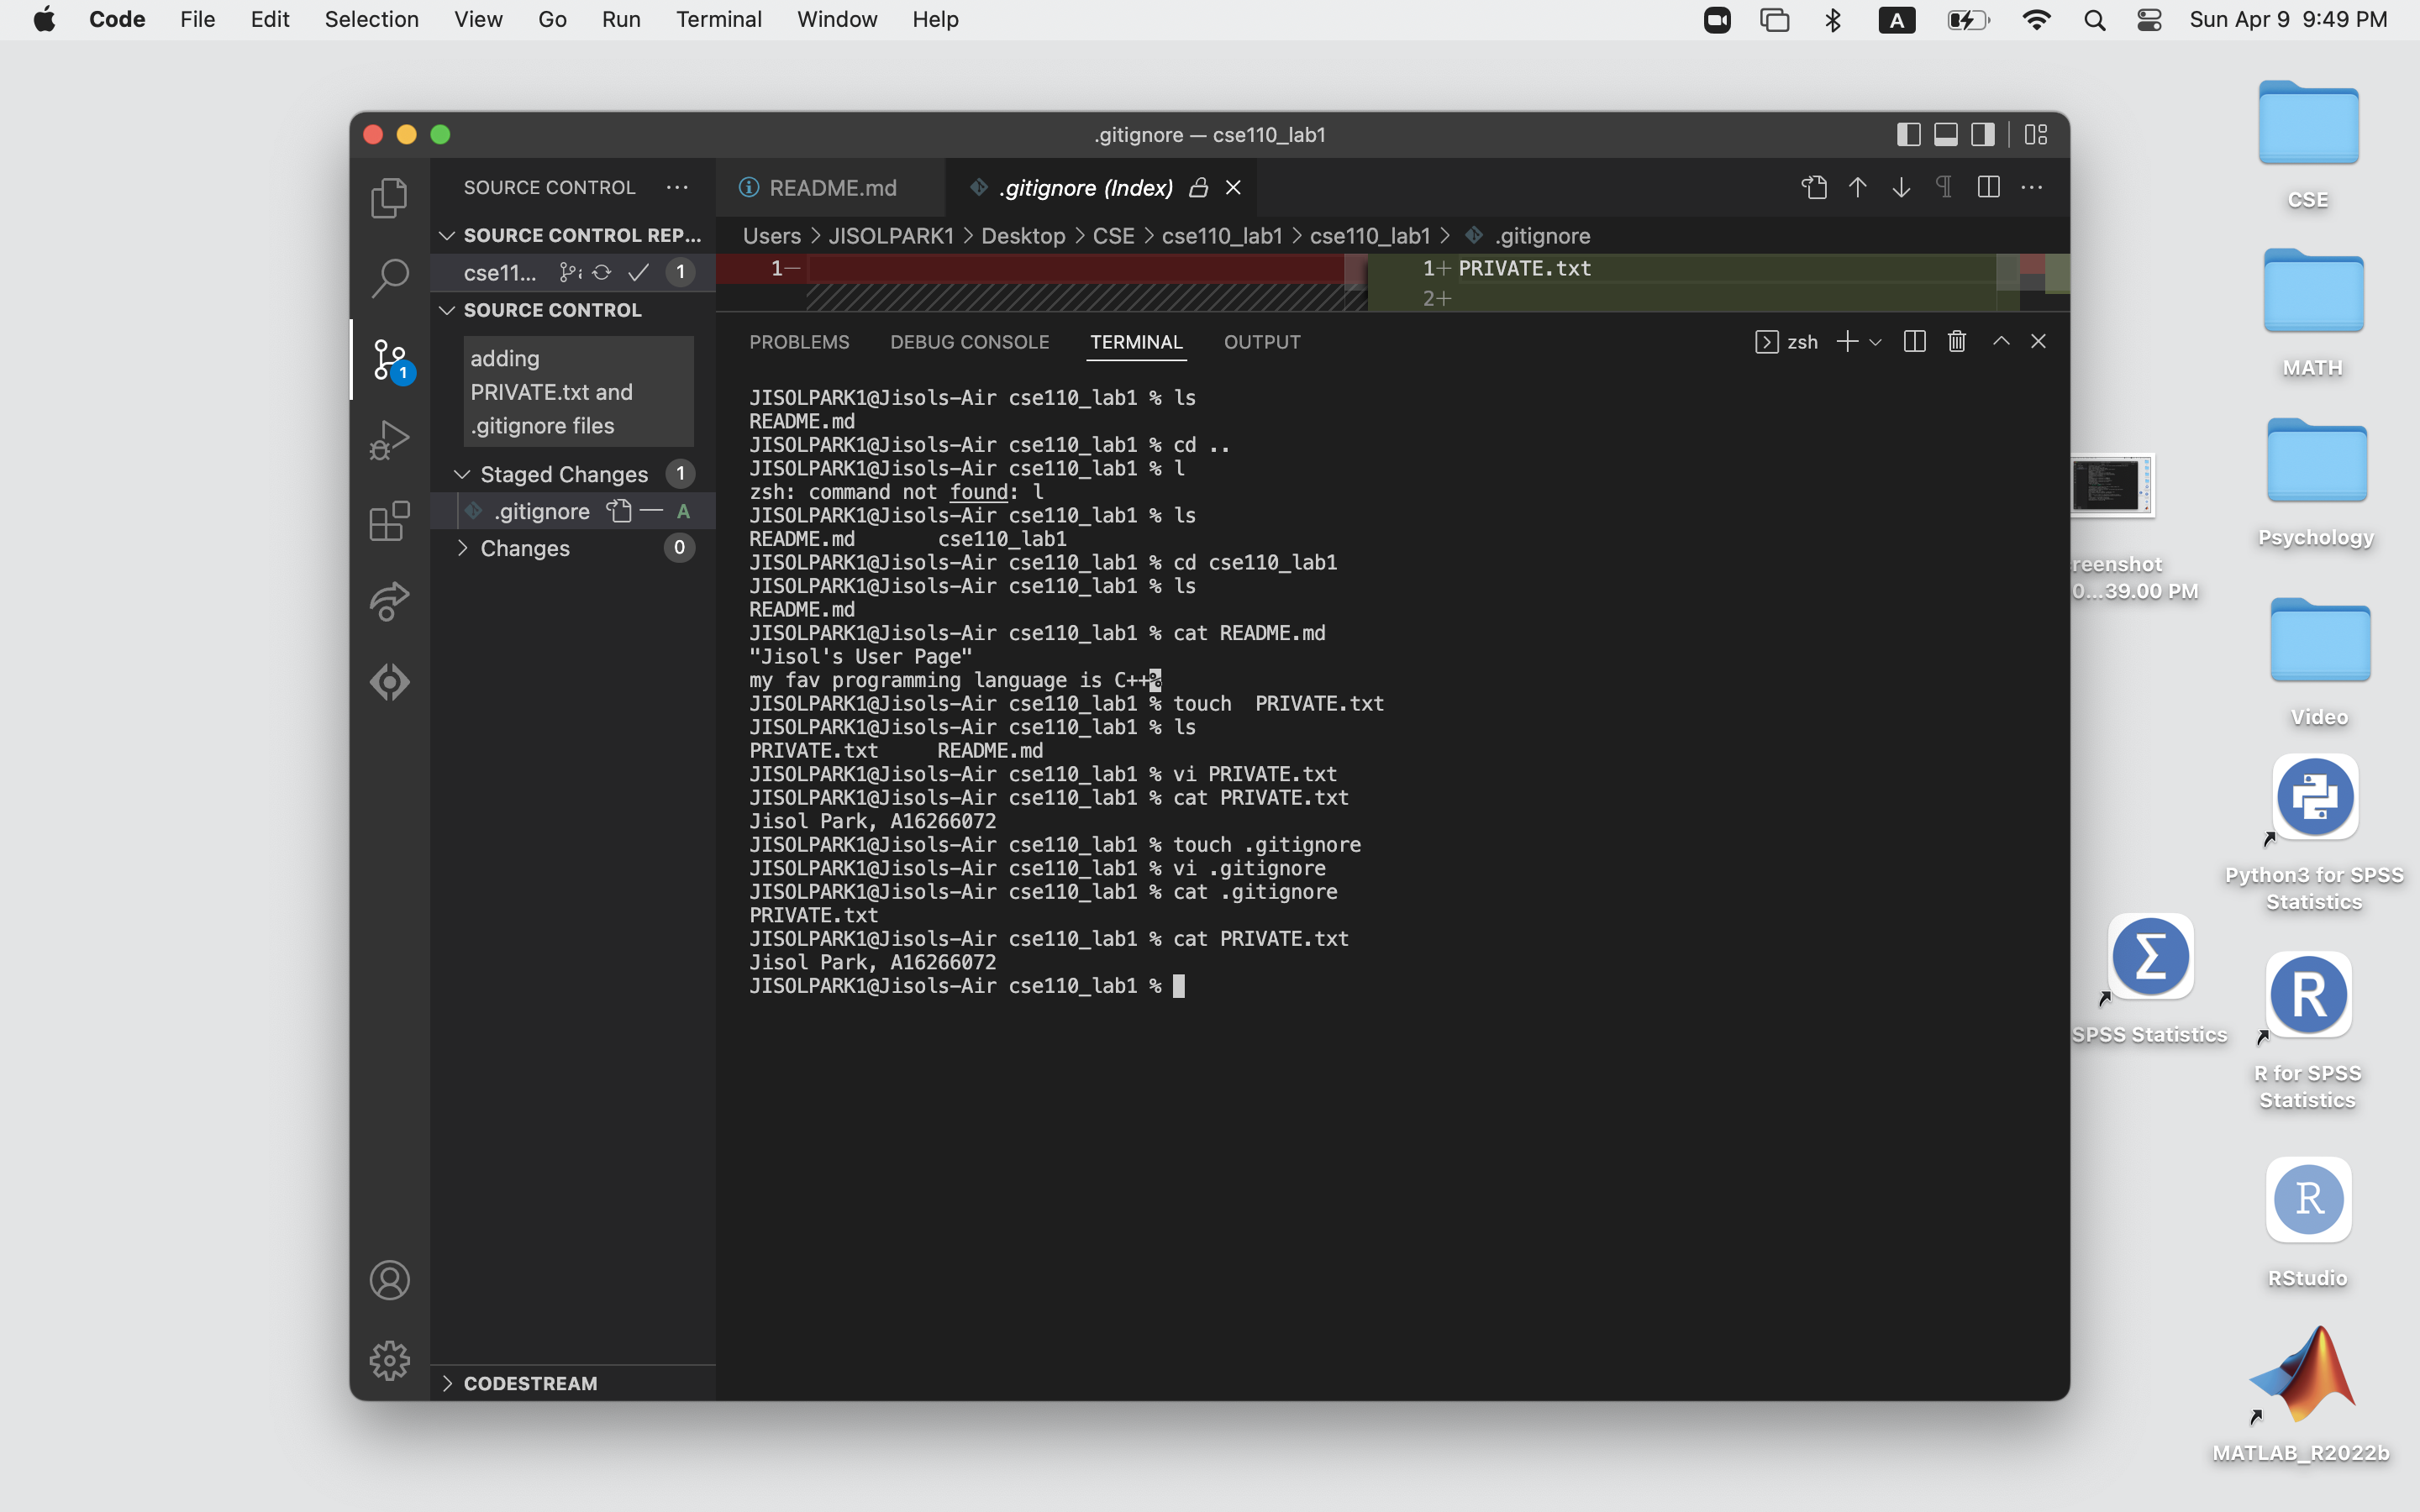 Code File Edit Selection View Go Run Terminal Window Help A Sun Apr 9 9:49 PM
.gitignore — cse110_lab1
SOURCE CONTROL ···
SOURCE CONTROL REP...
cse11... 1
SOURCE CONTROL
adding
PRIVATE.txt and
.gitignore files
Staged Changes 1
.gitignore A
Changes 0
1
CODESTREAM
README.md
.gitignore (Index)
Users > JISOLPARK1 > Desktop > CSE > cse110_lab1 > cse110_lab1 > .gitignore
1— 1+ PRIVATE.txt
2+
PROBLEMS DEBUG CONSOLE TERMINAL OUTPUT zsh
JISOLPARK1@Jisols-Air cse110_lab1 % ls
README.md
JISOLPARK1@Jisols-Air cse110_lab1 % cd ..
JISOLPARK1@Jisols-Air cse110_lab1 % l
zsh: command not found: l
JISOLPARK1@Jisols-Air cse110_lab1 % ls
README.md cse110_lab1
JISOLPARK1@Jisols-Air cse110_lab1 % cd cse110_lab1
JISOLPARK1@Jisols-Air cse110_lab1 % ls
README.md
JISOLPARK1@Jisols-Air cse110_lab1 % cat README.md
"Jisol's User Page"
my fav programming language is C++%
JISOLPARK1@Jisols-Air cse110_lab1 % touch  PRIVATE.txt
JISOLPARK1@Jisols-Air cse110_lab1 % ls
PRIVATE.txt README.md
JISOLPARK1@Jisols-Air cse110_lab1 % vi PRIVATE.txt
JISOLPARK1@Jisols-Air cse110_lab1 % cat PRIVATE.txt
Jisol Park, A16266072
JISOLPARK1@Jisols-Air cse110_lab1 % touch .gitignore
JISOLPARK1@Jisols-Air cse110_lab1 % vi .gitignore
JISOLPARK1@Jisols-Air cse110_lab1 % cat .gitignore
PRIVATE.txt
JISOLPARK1@Jisols-Air cse110_lab1 % cat PRIVATE.txt
Jisol Park, A16266072
JISOLPARK1@Jisols-Air cse110_lab1 %
CSE
MATH
Psychology
reenshot
0...39.00 PM
Video
Python3 for SPSS
Statistics
Σ
SPSS Statistics
R
R for SPSS
Statistics
R
RStudio
MATLAB_R2022b